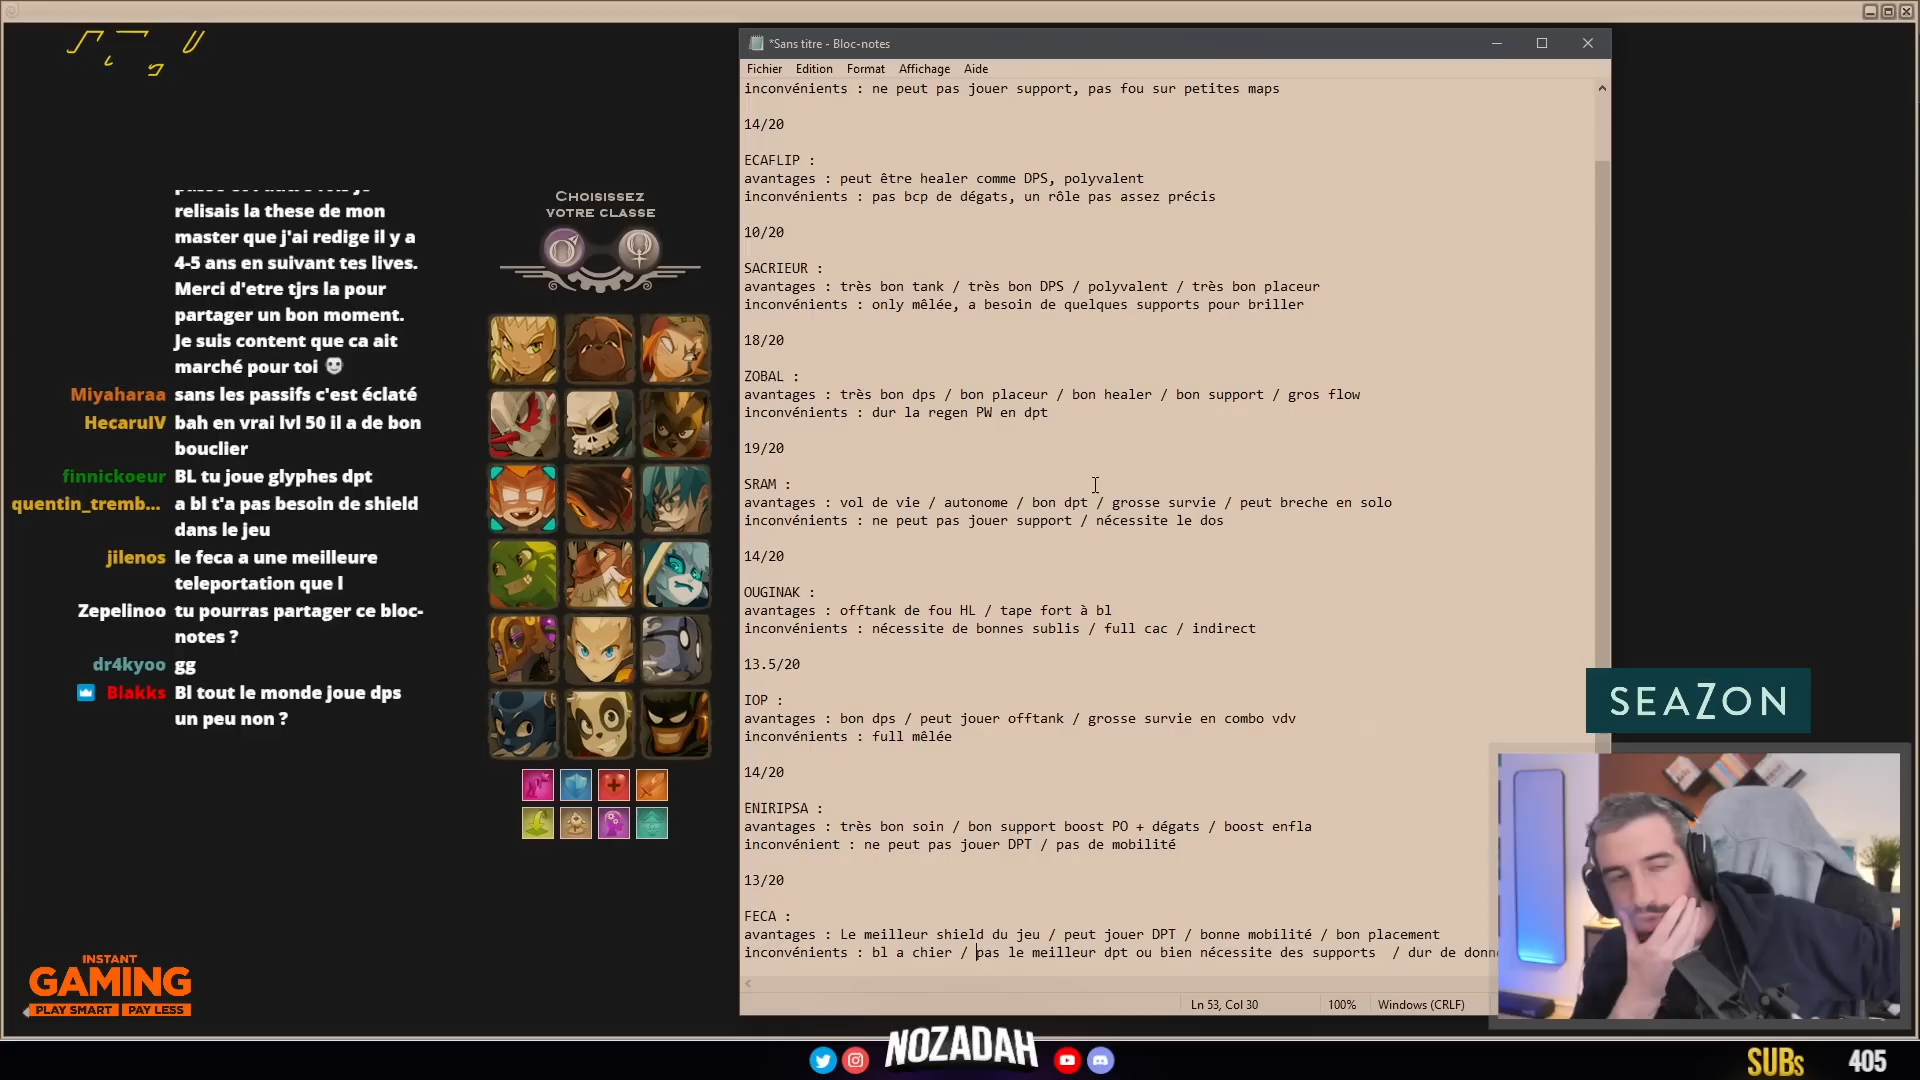 *Sans titre - Bloc-notes
Fichier Edition Format Affichage Aide
inconvénients : ne peut pas jouer support, pas fou sur petites maps
14/20
ECAFLIP :
avantages : peut être healer comme DPS, polyvalent
inconvénients : pas bcp de dégats, un rôle pas assez précis
10/20
SACRIEUR :
avantages : très bon tank / très bon DPS / polyvalent / très bon placeur
inconvénients : only mêlée, a besoin de quelques supports pour briller
18/20
ZOBAL :
avantages : très bon dps / bon placeur / bon healer / bon support / gros flow
inconvénients : dur la regen PW en dpt
19/20
SRAM :
avantages : vol de vie / autonome / bon dpt / grosse survie / peut breche en solo
inconvénients : ne peut pas jouer support / nécessite le dos
14/20
OUGINAK :
avantages : offtank de fou HL / tape fort à bl
inconvénients : nécessite de bonnes sublis / full cac / indirect
13.5/20
IOP :
avantages : bon dps / peut jouer offtank / grosse survie en combo vdv
inconvénients : full mêlée
14/20
ENIRIPSA :
avantages : très bon soin / bon support boost PO + dégats / boost enfla
inconvénient : ne peut pas jouer DPT / pas de mobilité
13/20
FECA :
avantages : Le meilleur shield du jeu / peut jouer DPT / bonne mobilité / bon placement
inconvénients : bl a chier / pas le meilleur dpt ou bien nécessite des supports / dur de donn
Ln 53, Col 30 100% Windows (CRLF)
relisais la these de mon
master que j'ai redige il y a
4-5 ans en suivant tes lives.
Merci d'etre tjrs la pour
partager un bon moment.
Je suis content que ca ait
marché pour toi
Miyaharaa sans les passifs c'est éclaté
HecaruIV bah en vrai lvl 50 il a de bon
bouclier
finnickoeur BL tu joue glyphes dpt
quentin_tremb... a bl t'a pas besoin de shield
dans le jeu
jilenos le feca a une meilleure
teleportation que l
Zepelinoo tu pourras partager ce bloc-
notes ?
dr4kyoo gg
Blakks Bl tout le monde joue dps
un peu non ?
CHOISISSEZ
VOTRE CLASSE
SEAZON
INSTANT
GAMING
PLAY SMART PAY LESS
NOZADAH
SUBs 405